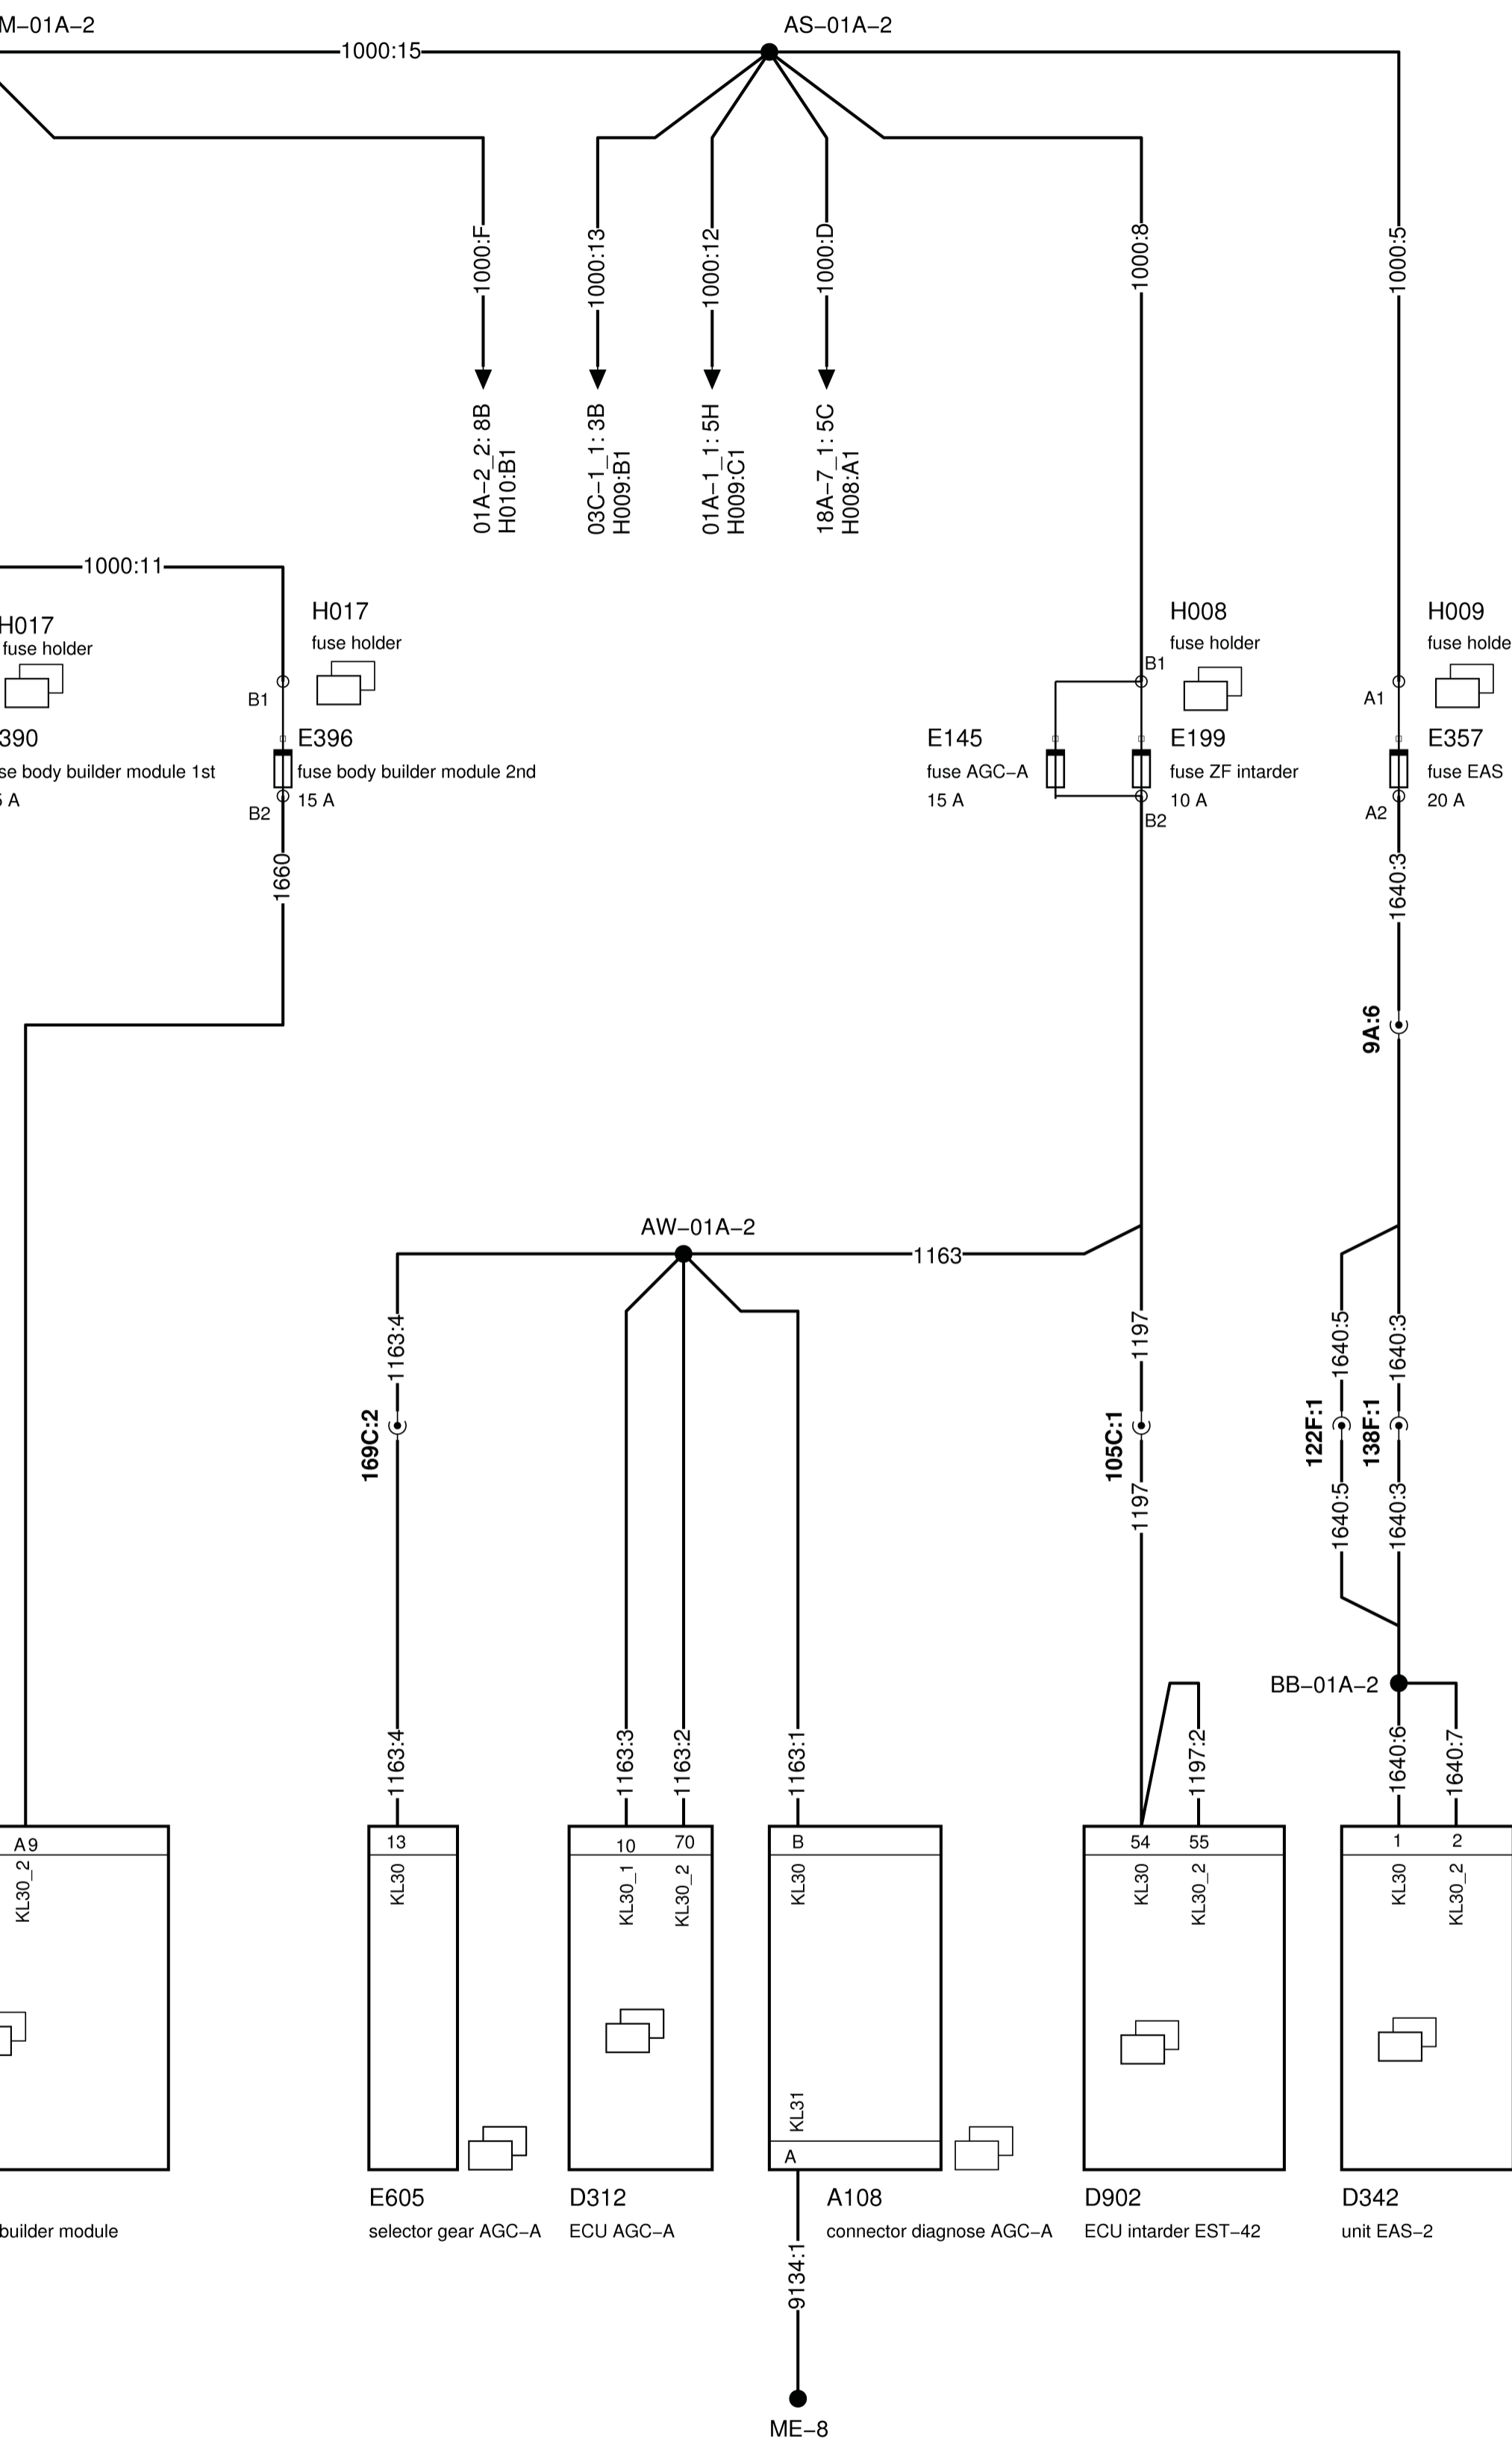 M−01A−2
AS−01A−2
1000:15
1000:F
1000:13
1000:12
1000:D
1000:8
1000:5
01A−2_2: 8B
H010:B1
03C−1_1: 3B
H009:B1
01A−1_1: 5H
H009:C1
18A−7_1: 5C
H008:A1
1000:11
H017
fuse holder
H017
fuse holder
H008
fuse holder
H009
fuse holde
B1
B1
A1
390
se body builder module 1st
A
E396
fuse body builder module 2nd
15 A
B2
E145
fuse AGC−A
15 A
E199
fuse ZF intarder
10 A
B2
E357
fuse EAS
20 A
A2
1660
1640:3
9A:6
AW−01A−2
1163
1163:4
1197
1640:5
1640:3
169C:2
105C:1
122F:1
138F:1
1197
1640:5
1640:3
BB−01A−2
1163:4
1163:3
1163:2
1163:1
1197:2
1640:6
1640:7
A9
13
10
70
B
54
55
1
2
KL30_2
KL30
KL30_1
KL30_2
KL30
KL30
KL30_2
KL30
KL30_2
KL31
A
E605
selector gear AGC−A
D312
ECU AGC−A
A108
connector diagnose AGC−A
D902
ECU intarder EST−42
D342
unit EAS−2
builder module
9134:1
ME−8